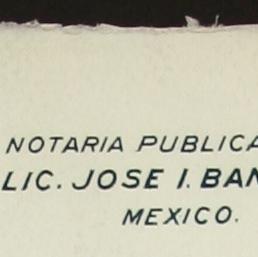 NOTARIA PUBLICA
LIC. JOSE I. BAN
MEXICO.